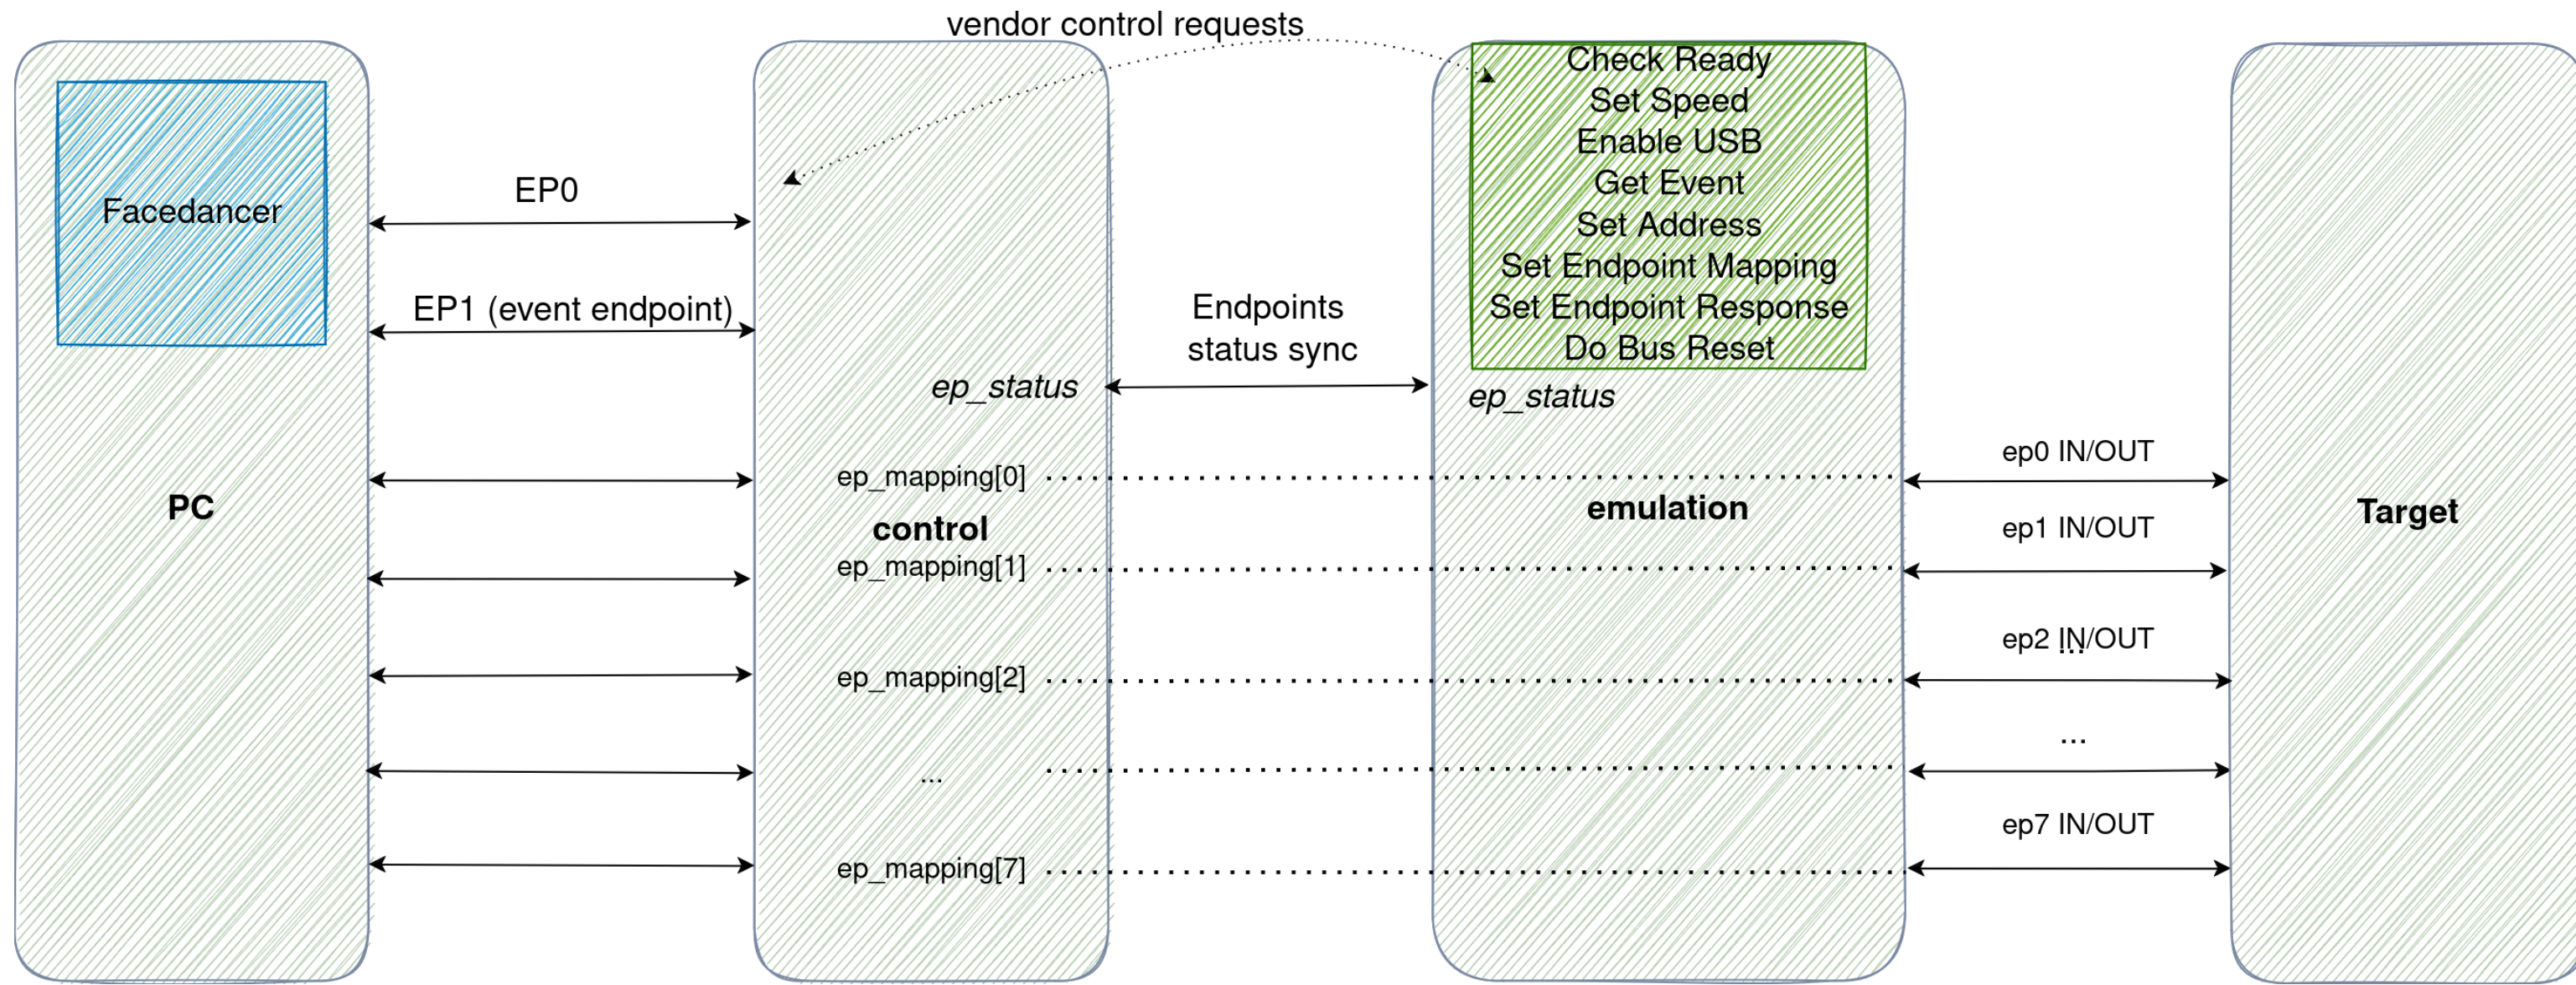 vendor control requests
Facedancer
PC
EP0
EP1 (event endpoint)
ep_status
ep_mapping[0]
control
ep_mapping[1]
ep_mapping[2]
...
ep_mapping[7]
Endpoints
status sync
Check Ready
Set Speed
Enable USB
Get Event
Set Address
Set Endpoint Mapping
Set Endpoint Response
Do Bus Reset
ep_status
emulation
ep0 IN/OUT
ep1 IN/OUT
ep2 IN/OUT
...
...
ep7 IN/OUT
Target